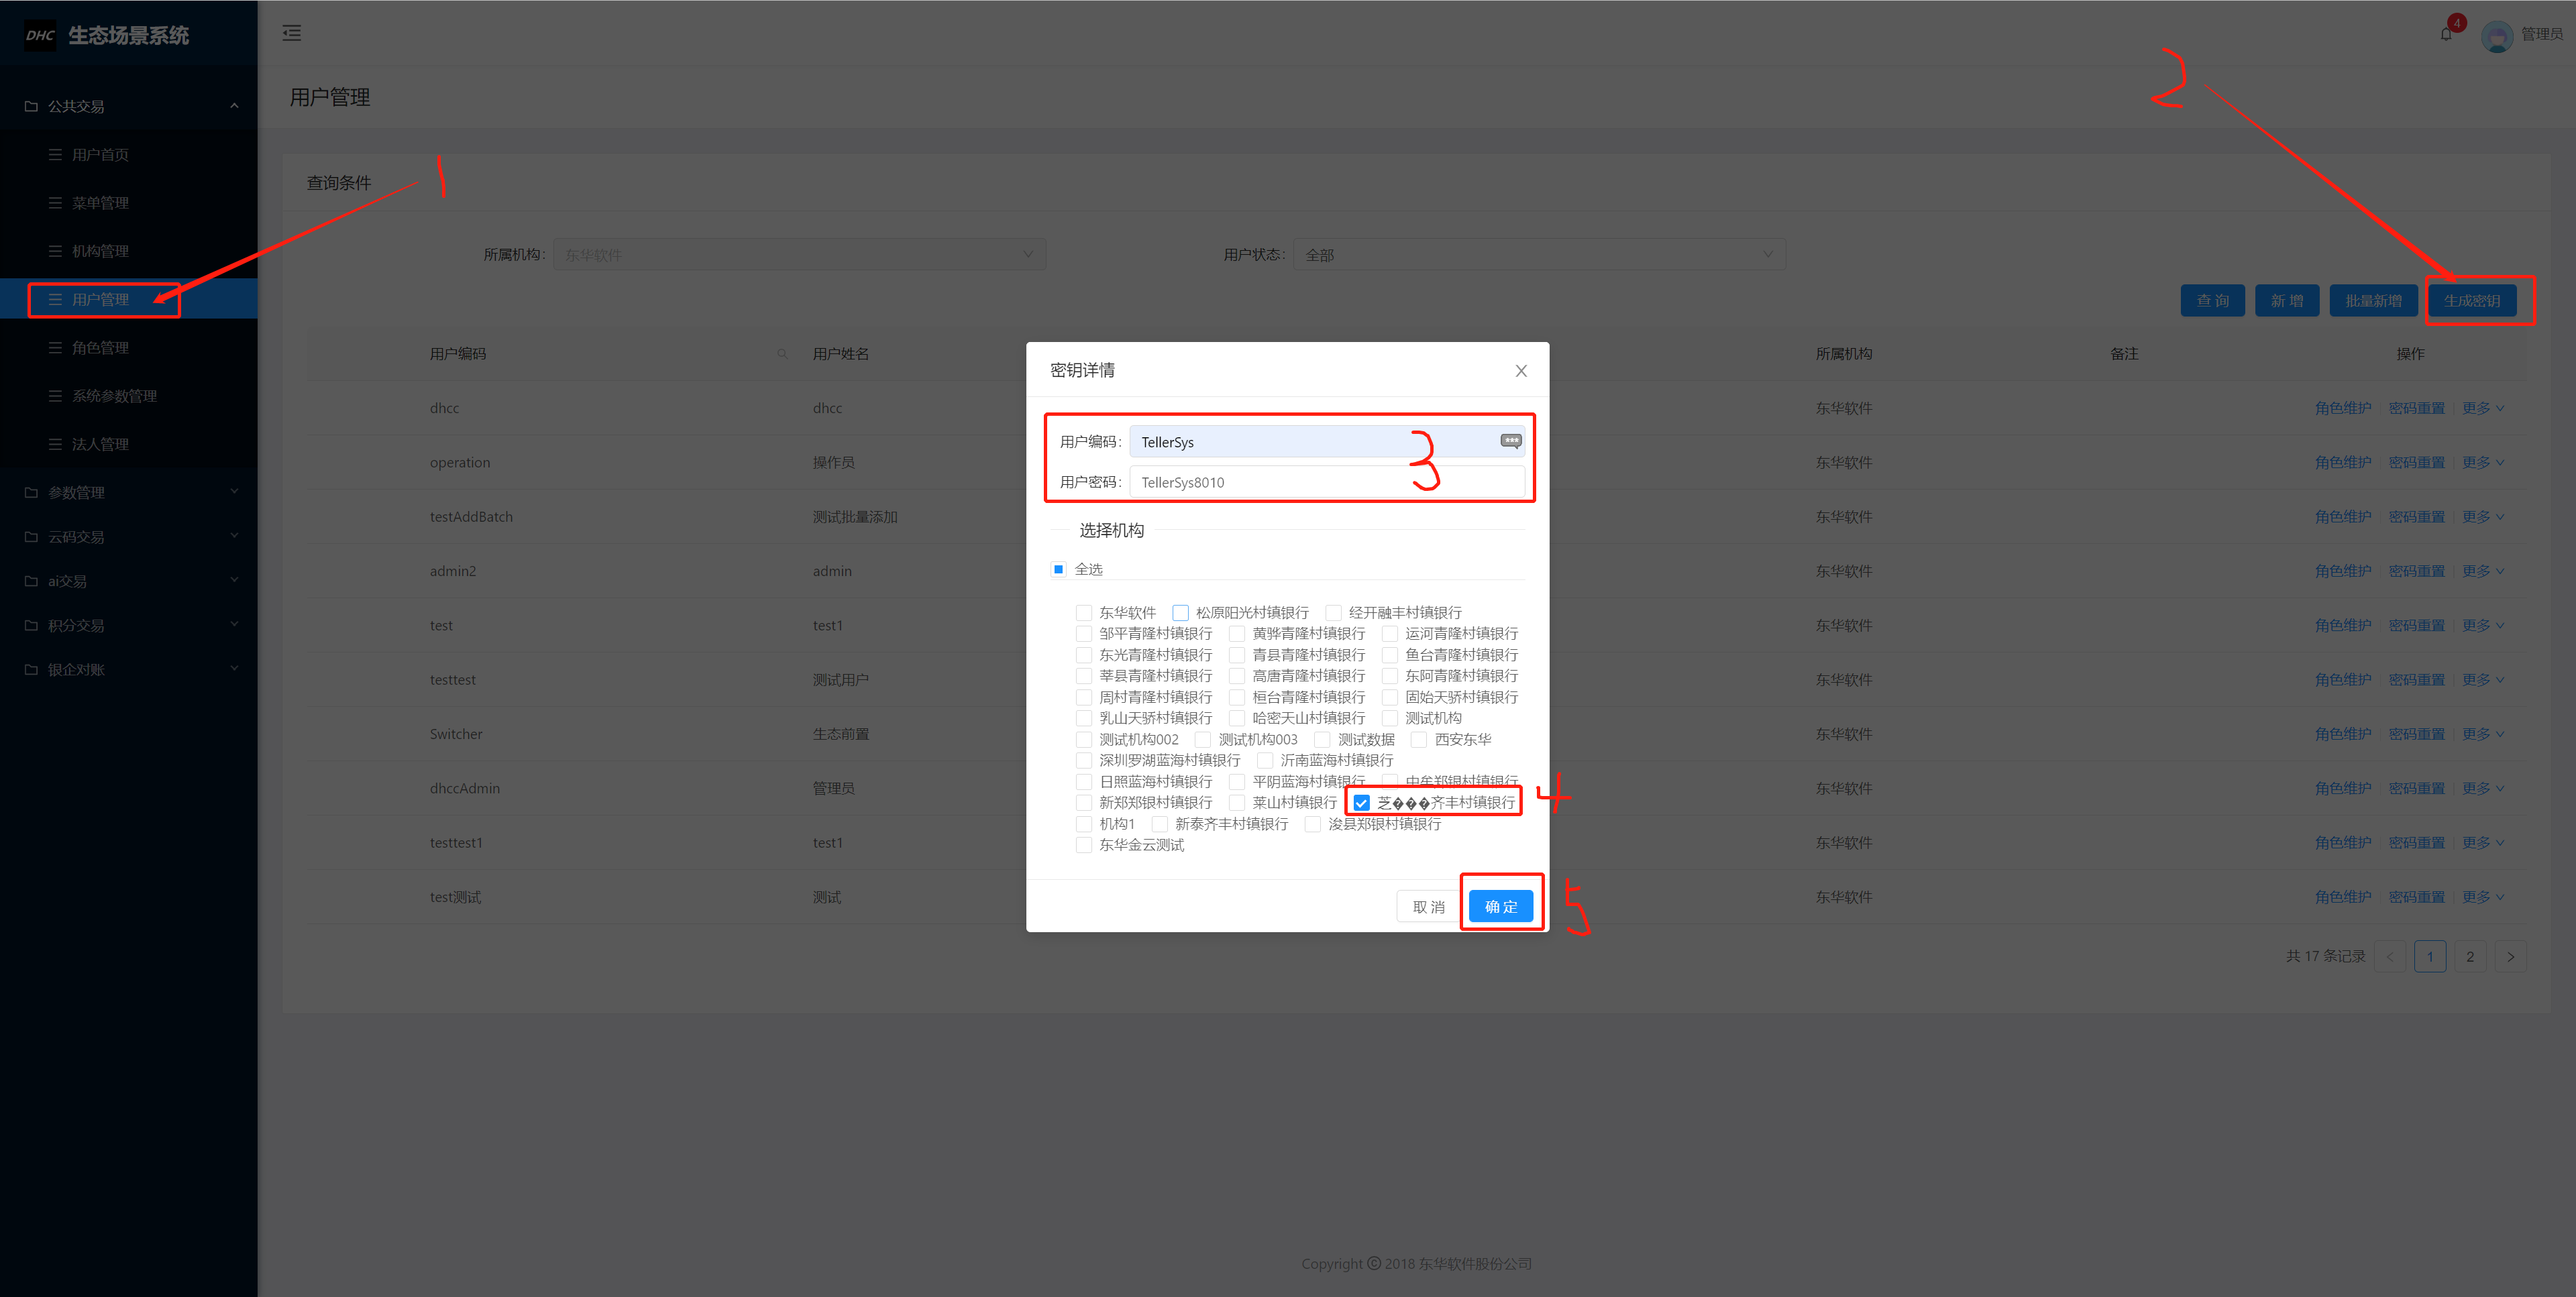 DHC 生态场景系统
4
管理员
2
公共交易
用户管理
用户首页
1
查询条件
菜单管理
机构管理
所属机构: 东华软件
用户状态: 全部
用户管理
查 询 新 增 批量新增 生成密钥
角色管理
用户编码 用户姓名 所属机构 备注 操作
系统参数管理
法人管理
参数管理
云码交易
ai交易
积分交易
银企对账
dhcc dhcc 东华软件 角色维护 密码重置 更多
operation 操作员 东华软件 角色维护 密码重置 更多
testAddBatch 测试批量添加 东华软件 角色维护 密码重置 更多
admin2 admin 东华软件 角色维护 密码重置 更多
test test1 东华软件 角色维护 密码重置 更多
testtest 测试用户 东华软件 角色维护 密码重置 更多
Switcher 生态前置 东华软件 角色维护 密码重置 更多
dhccAdmin 管理员 东华软件 角色维护 密码重置 更多
testtest1 test1 东华软件 角色维护 密码重置 更多
test测试 测试 东华软件 角色维护 密码重置 更多
密钥详情
用户编码: TellerSys
3
用户密码: TellerSys8010
选择机构
全选
东华软件 松原阳光村镇银行 经开融丰村镇银行
邹平青隆村镇银行 黄骅青隆村镇银行 运河青隆村镇银行
东光青隆村镇银行 青县青隆村镇银行 鱼台青隆村镇银行
莘县青隆村镇银行 高唐青隆村镇银行 东阿青隆村镇银行
周村青隆村镇银行 桓台青隆村镇银行 固始天骄村镇银行
乳山天骄村镇银行 哈密天山村镇银行 测试机构
测试机构002 测试机构003 测试数据 西安东华
深圳罗湖蓝海村镇银行 沂南蓝海村镇银行
日照蓝海村镇银行 平阴蓝海村镇银行 中牟郑银村镇银行
新郑郑银村镇银行 莱山村镇银行 芝���齐丰村镇银行
4
机构1 新泰齐丰村镇银行 浚县郑银村镇银行
东华金云测试
取 消 确 定
5
共 17 条记录 < 1 2 >
Copyright © 2018 东华软件股份公司